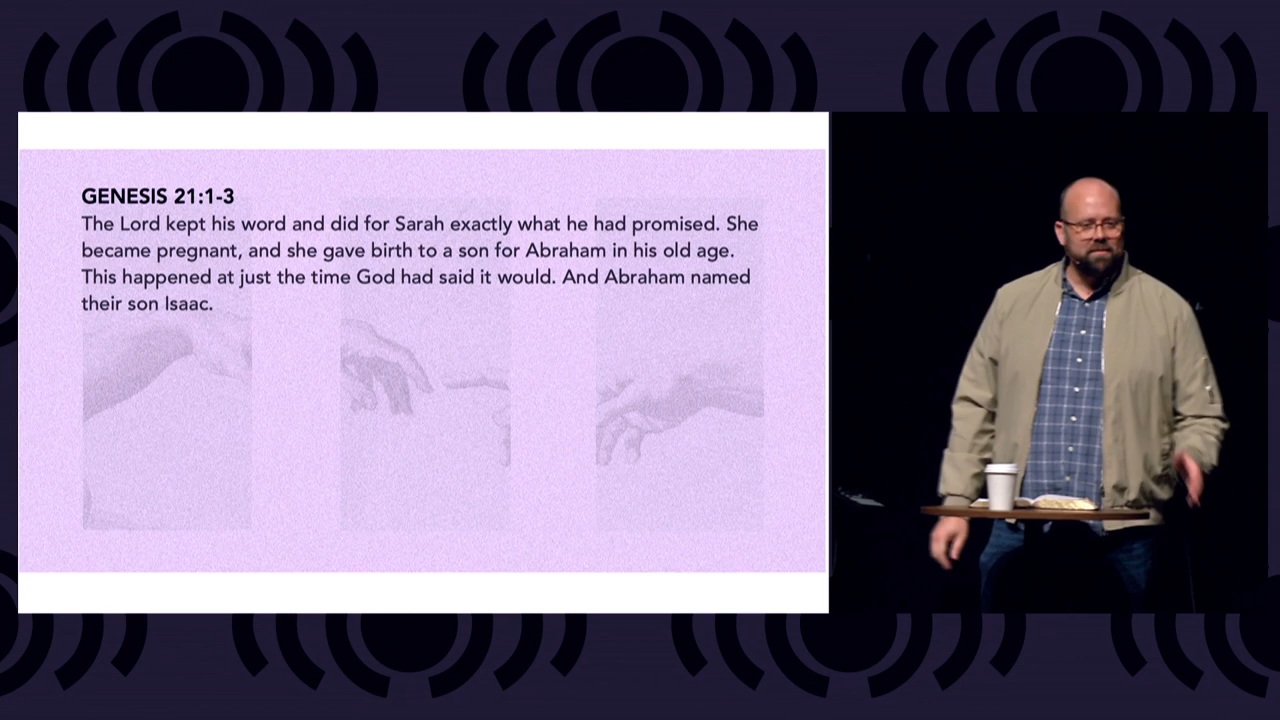 GENESIS 21:1-3
The Lord kept his word and did for Sarah exactly what he had promised. She
became pregnant, and she gave birth to a son for Abraham in his old age.
This happened at just the time God had said it would. And Abraham named
their son Isaac.